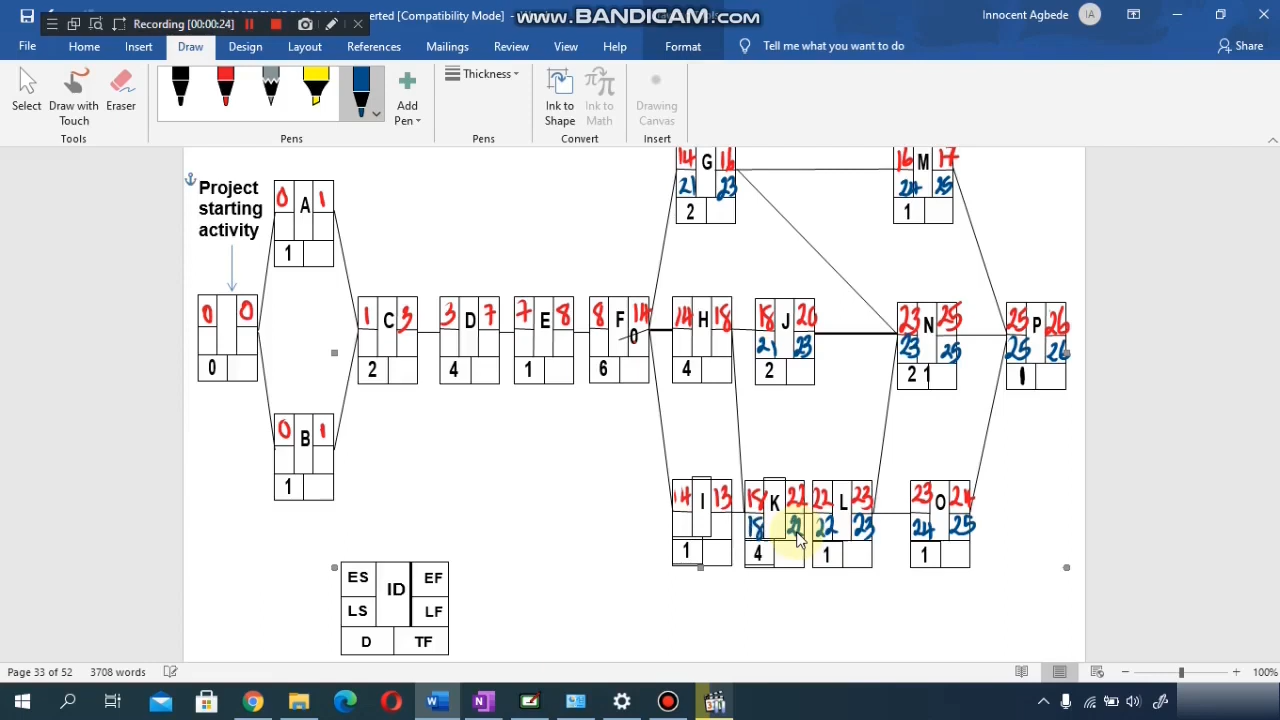 Recording [00:00:24]
erted [Compatibility Mode] -
www.BANDICAM.com
Innocent Agbede
IA
File Home Insert Draw Design Layout References Mailings Review View Help Format Tell me what you want to do Share
Select
Draw with Touch
Eraser
Tools
Pens
Add Pen
Thickness
Pens
Ink to Shape
Ink to Math
Convert
Drawing Canvas
Insert
Project
starting
activity
0 0
0
0 A 1
1
0 B 1
1
1 C 3
2
3 D 7
4
7 E 8
1
8 F 14
0
6
14 G 16
21 23
2
14 H 18
4
14 I 13
1
18 J 20
21 23
2
18 K 22
18 22
4
22 L 23
22 23
1
16 M 17
24 25
1
23 N 25
23 25
2 1
23 O 24
24 25
1
25 P 26
25 26
1
ES ID EF
LS LF
D TF
Page 33 of 52 3708 words
100%